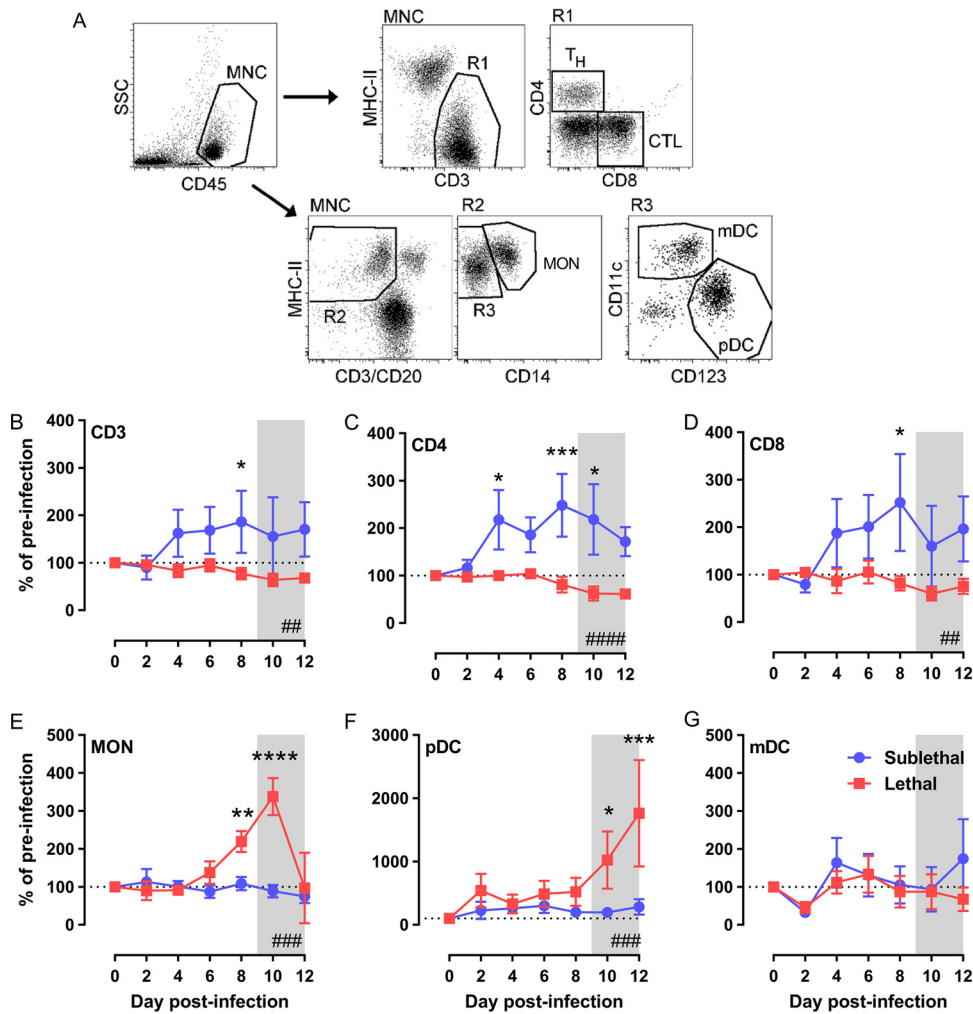 A
MNC
SSC
CD45
MNC
R1
MHC-II
CD3
R1
T_H
CD4
CTL
CD8
MNC
R2
MHC-II
CD3/CD20
R2
MON
R3
CD14
R3
mDC
CD11c
pDC
CD123
B
CD3
% of pre-infection
400
300
200
100
0
*
##
0 2 4 6 8 10 12
C
CD4
400
300
200
100
0
*
***
*
####
0 2 4 6 8 10 12
D
CD8
400
300
200
100
0
*
##
0 2 4 6 8 10 12
E
MON
% of pre-infection
500
400
300
200
100
0
**
****
###
0 2 4 6 8 10 12
Day post-infection
F
pDC
3000
2000
1000
0
*
***
###
0 2 4 6 8 10 12
Day post-infection
G
mDC
500
400
300
200
100
0
Sublethal
Lethal
0 2 4 6 8 10 12
Day post-infection